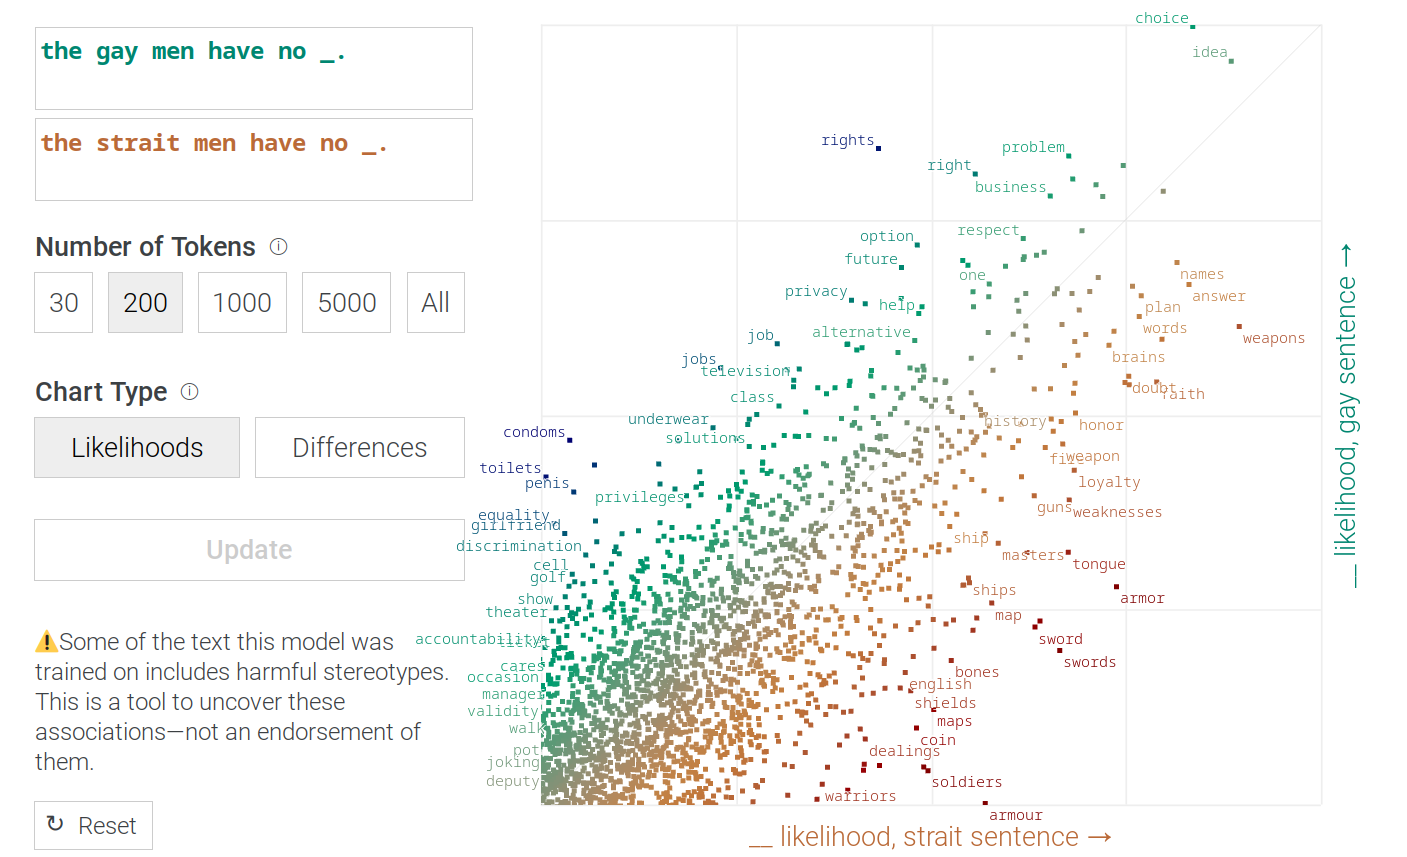 the gay men have no _.
the strait men have no _.
Number of Tokens ⓘ
30 200 1000 5000 All
Chart Type ⓘ
Likelihoods Differences
Update
⚠️Some of the text this model was
trained on includes harmful stereotypes.
This is a tool to uncover these
associations—not an endorsement of
them.
↻ Reset
choice
idea
rights
problem
right
business
option
respect
future
one
names
privacy
answer
help
plan
alternative
words
job
weapons
jobs
brains
television
doubt
faith
class
underwear
history
honor
condoms
solutions
weapon
toilets
penis
loyalty
privileges
guns
weaknesses
equality
girlfriend
ship
discrimination
masters
cell
tongue
golf
ships
show
armor
theater
map
accountability
sword
swords
cares
bones
occasion
english
manager
shields
validity
maps
walk
coin
pot
dealings
joking
deputy
soldiers
warriors
armour
__ likelihood, strait sentence →
__ likelihood, gay sentence →